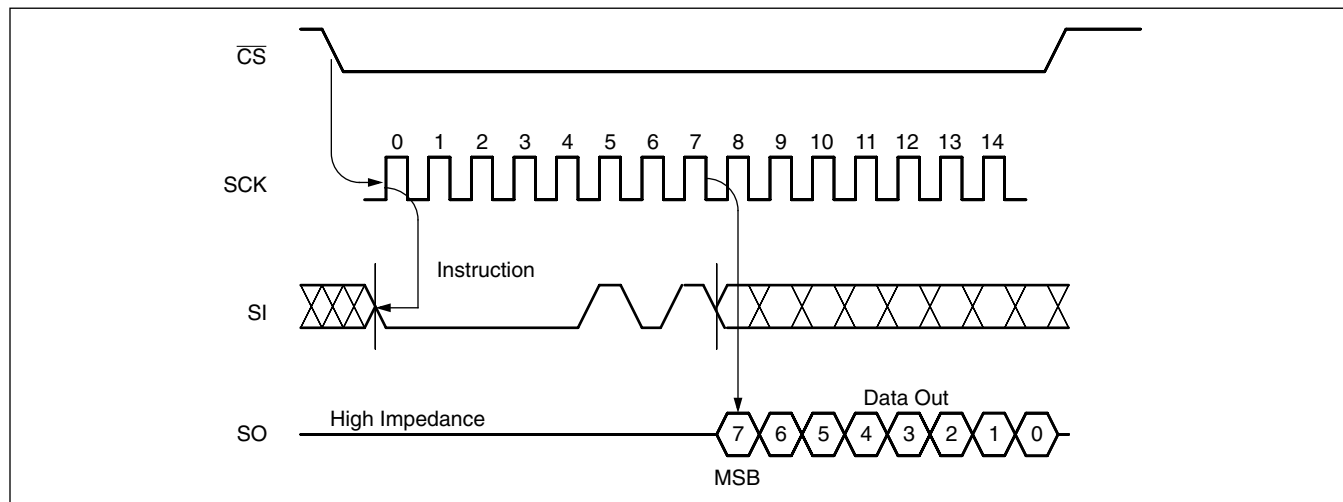 C̅S̅
0 1 2 3 4 5 6 7 8 9 10 11 12 13 14
SCK
Instruction
SI
Data Out
High Impedance
SO
7 6 5 4 3 2 1 0
MSB